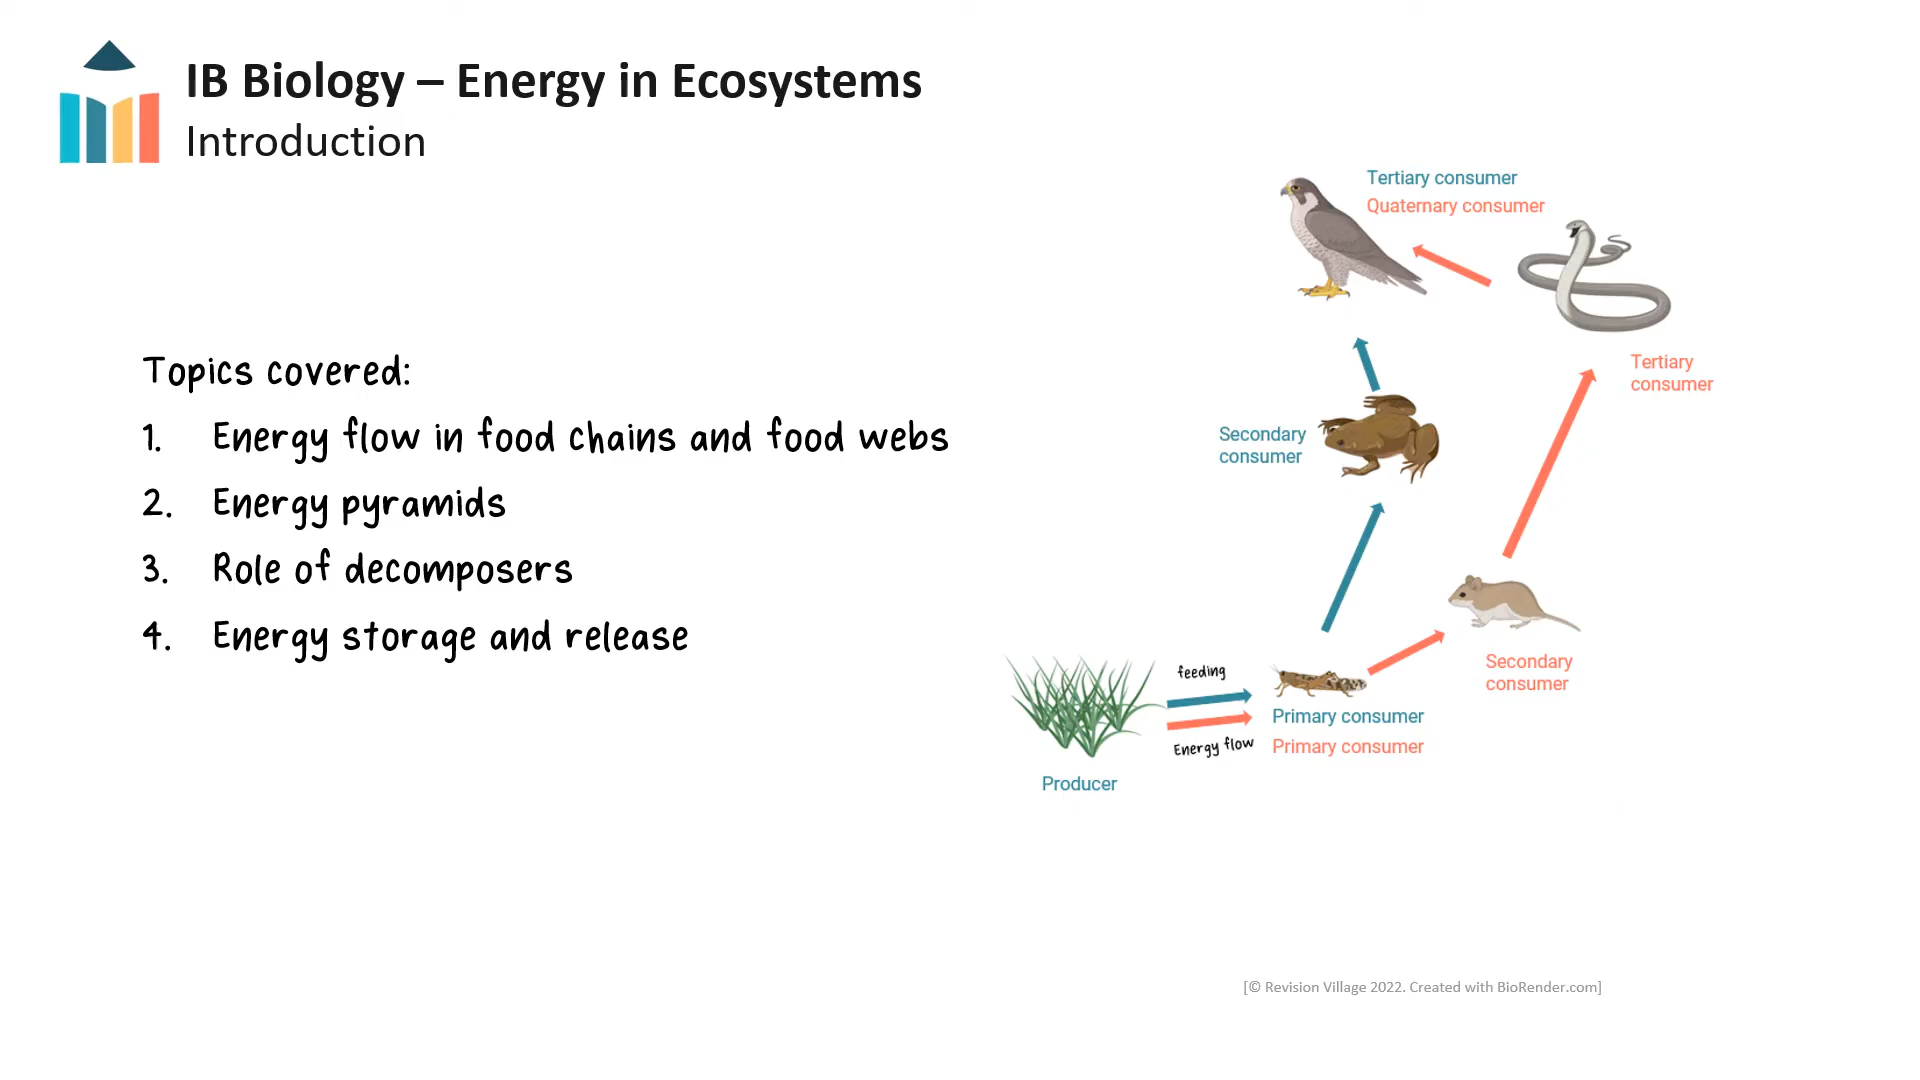 IB Biology – Energy in Ecosystems
Introduction
Topics covered:
1. Energy flow in food chains and food webs
2. Energy pyramids
3. Role of decomposers
4. Energy storage and release
Tertiary consumer
Quaternary consumer
Tertiary
consumer
Secondary
consumer
Secondary
consumer
feeding
Energy flow
Primary consumer
Primary consumer
Producer
[© Revision Village 2022. Created with BioRender.com]